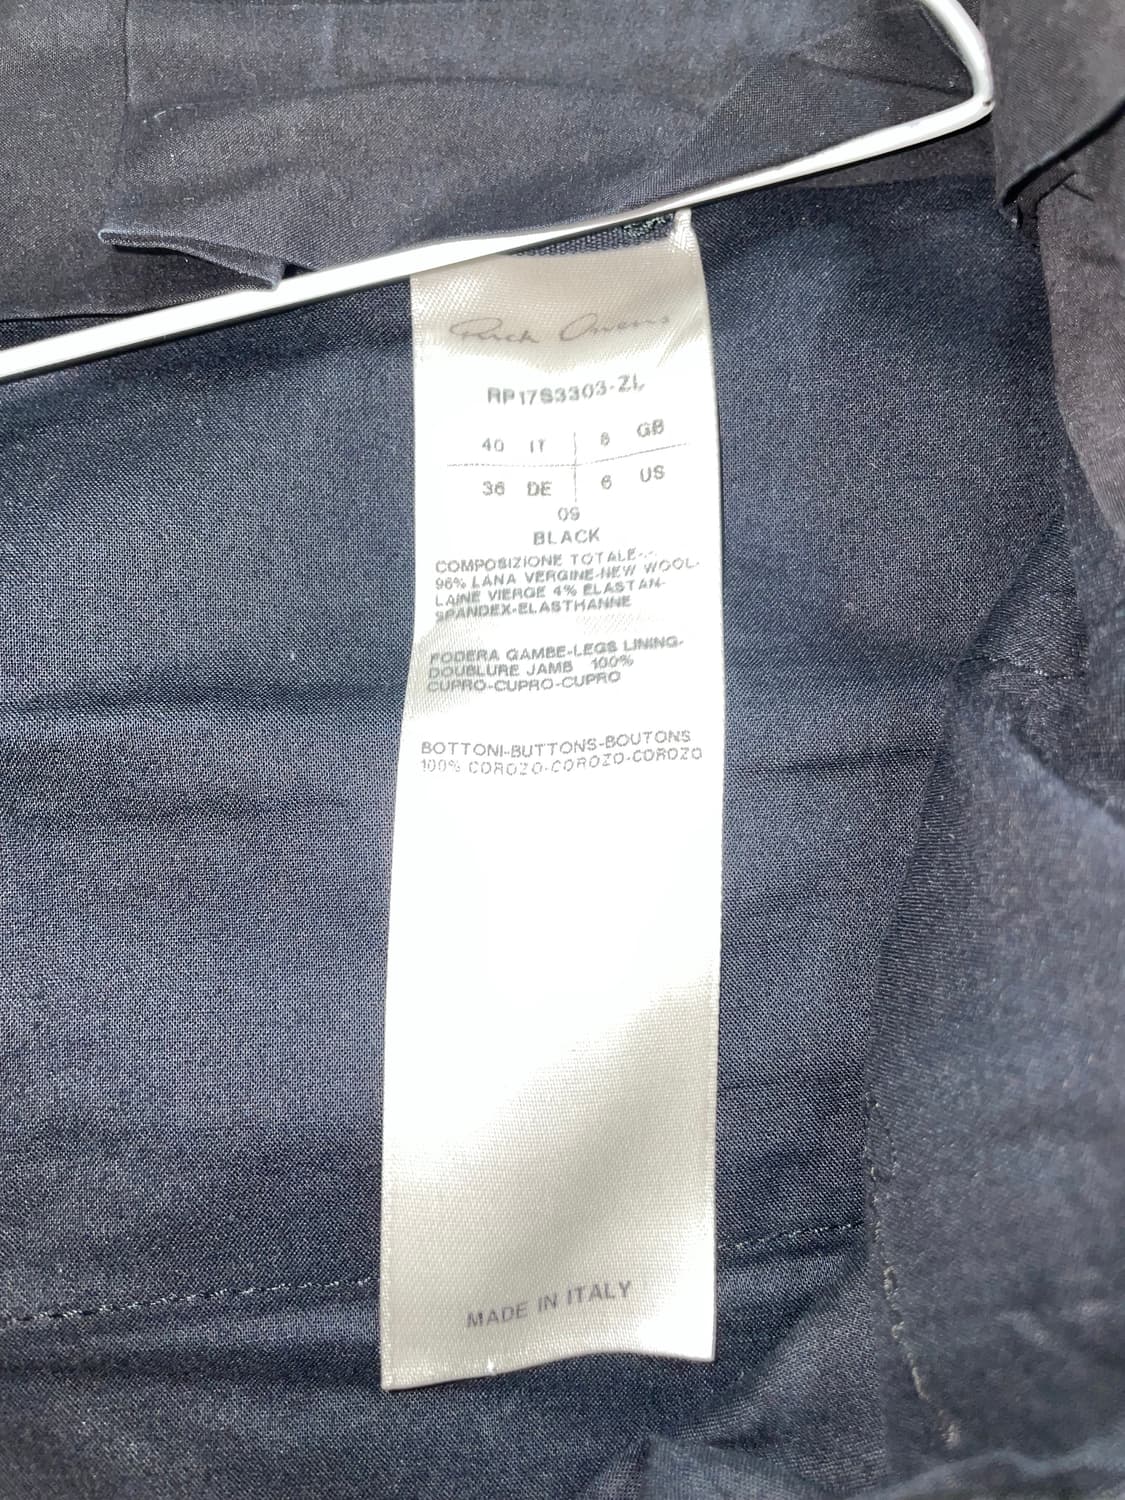 Rick Owens
RP17S3303-ZL
40 IT 8 GB
36 DE 6 US
09
BLACK
COMPOSIZIONE TOTALE-.-
96% LANA VERGINE-NEW WOOL-
LAINE VIERGE 4% ELASTAN-
SPANDEX-ELASTHANNE
FODERA GAMBE-LEGS LINING-
DOUBLURE JAMB 100%
CUPRO-CUPRO-CUPRO
BOTTONI-BUTTONS-BOUTONS
100% COROZO-COROZO-COROZO
MADE IN ITALY